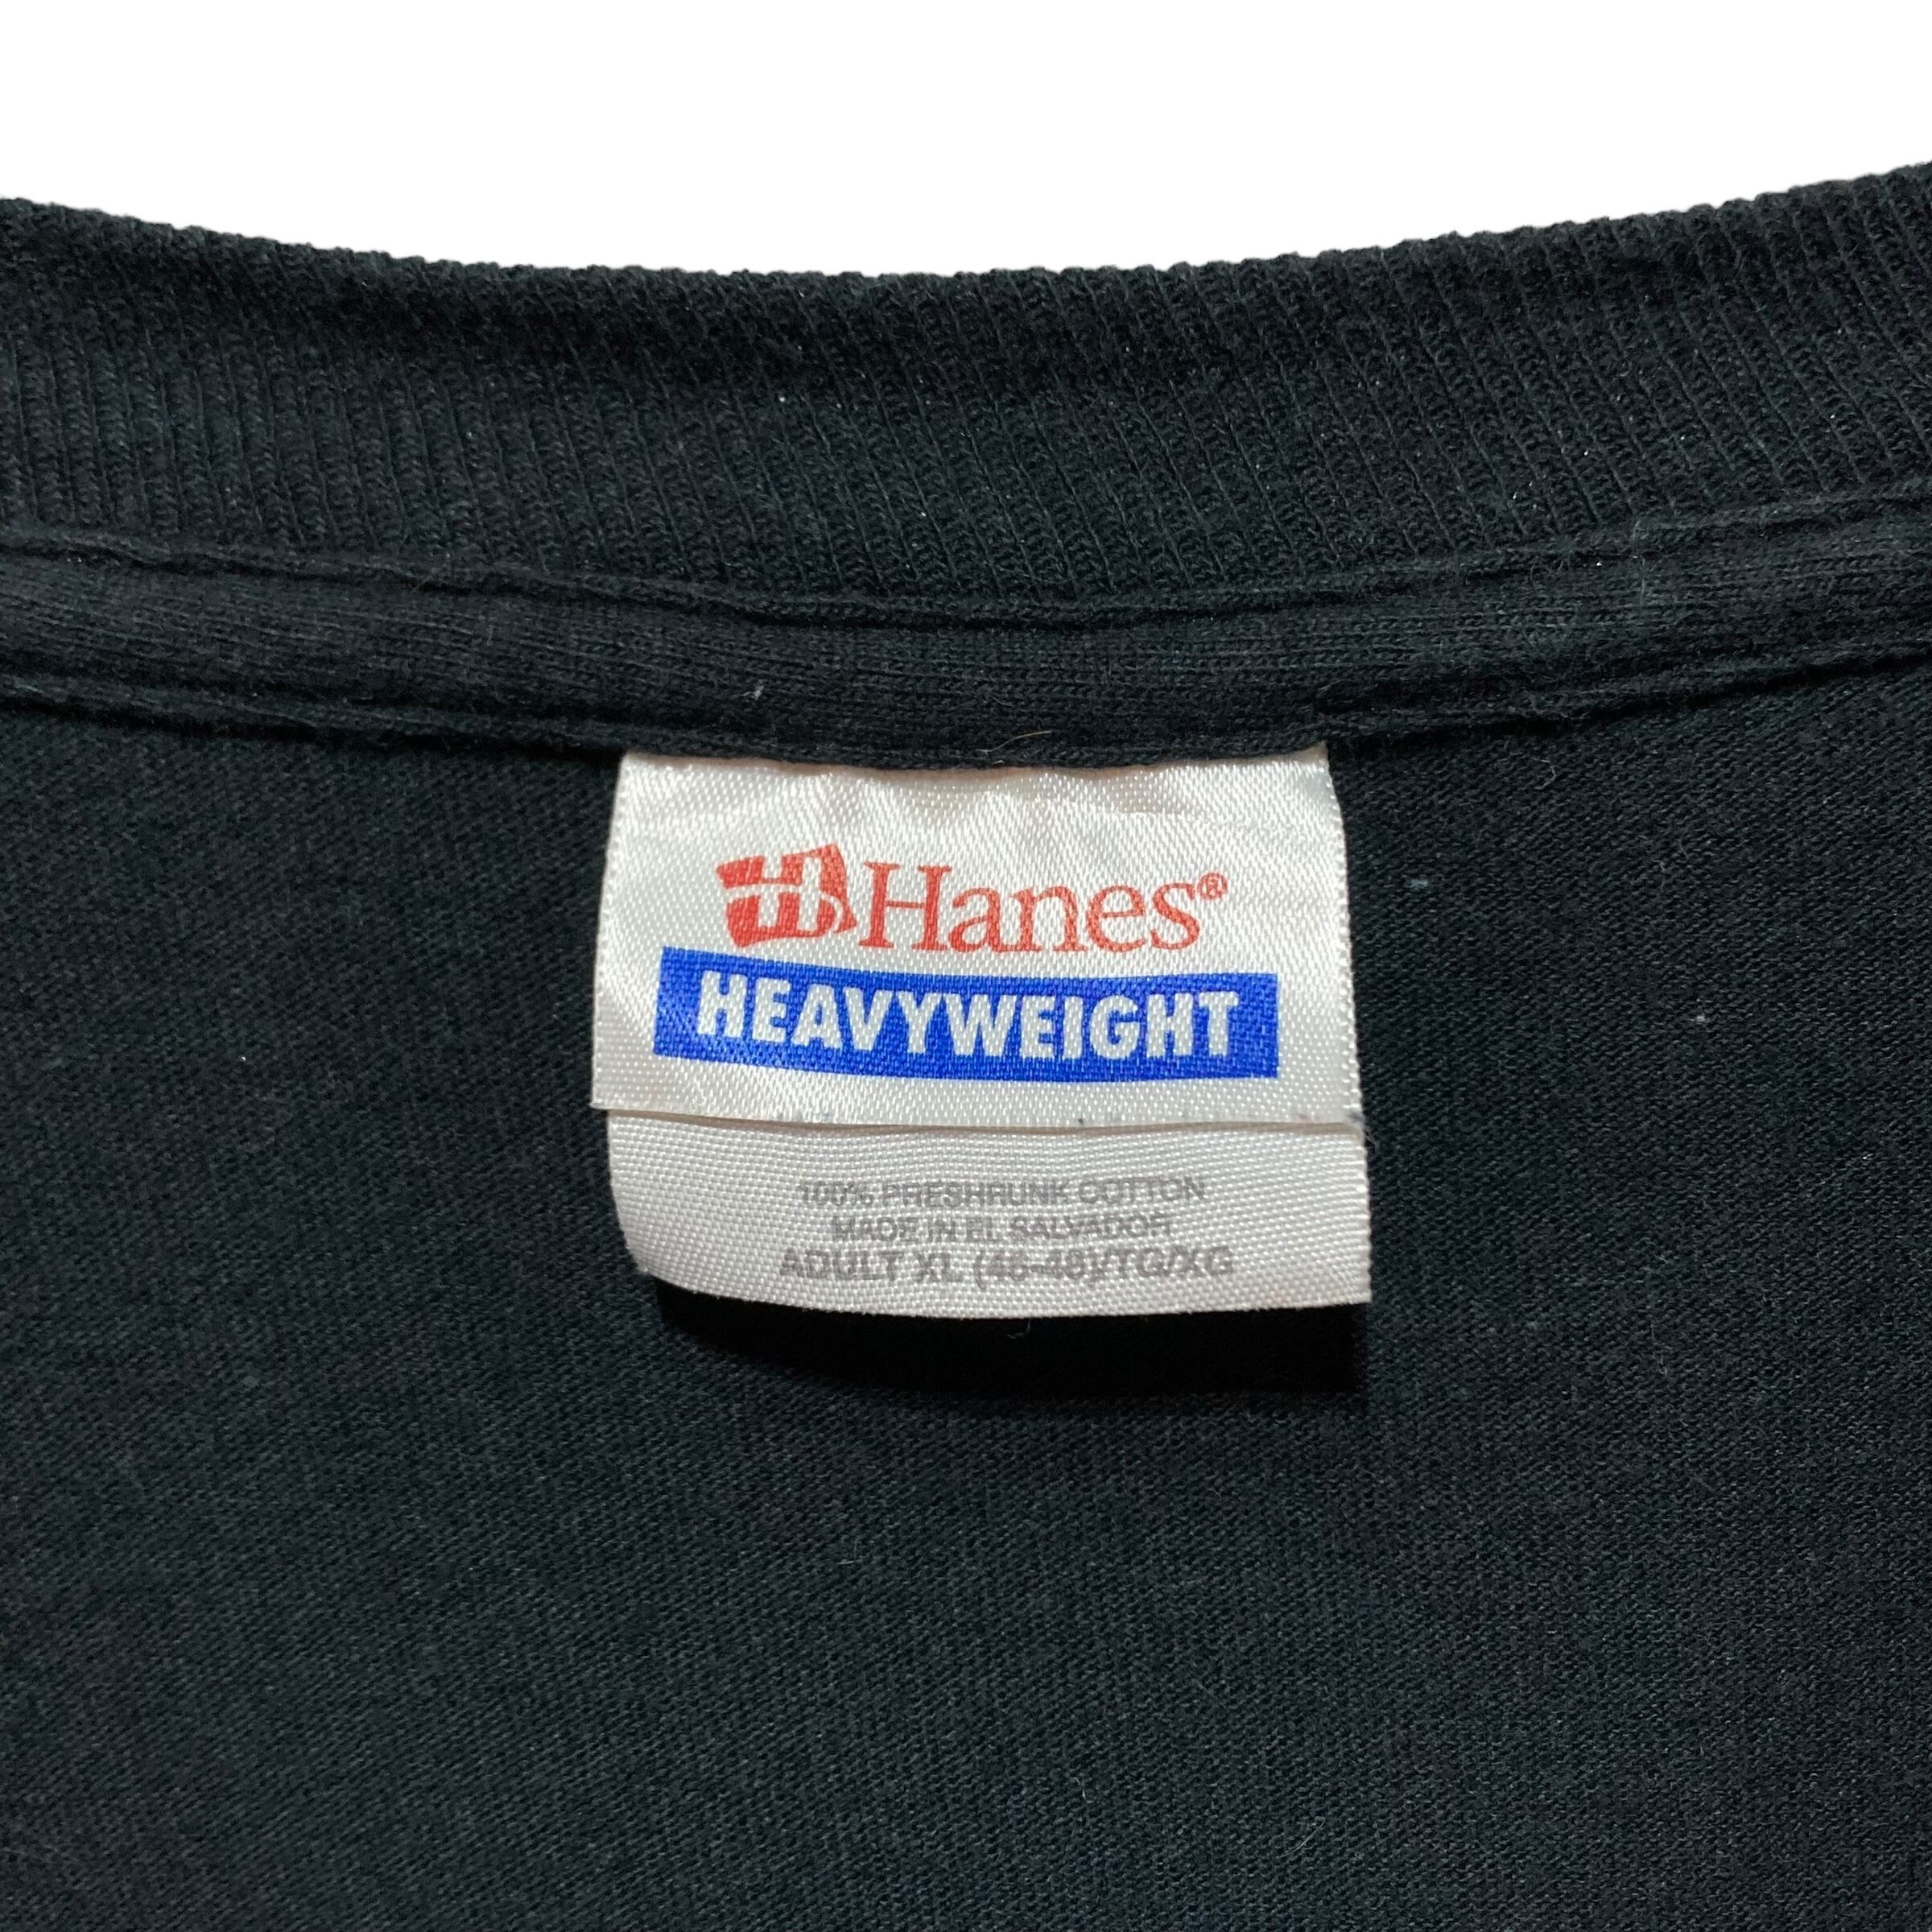 Hanes®
HEAVYWEIGHT
100% PRESHRUNK COTTON
MADE IN EL SALVADOR
ADULT XL (46-48)/TG/XG